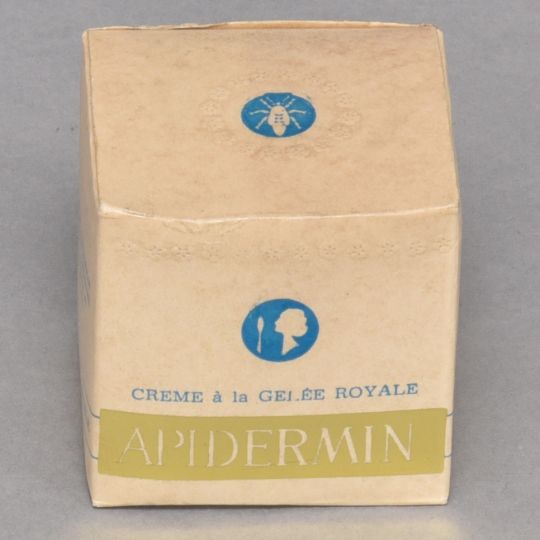 CREME à la GELÉE ROYALE
APIDERMIN